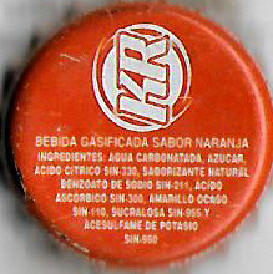 KR
BEBIDA GASIFICADA SABOR NARANJA
INGREDIENTES: AGUA CARBONATADA, AZUCAR,
ACIDO CITRICO SIN-330, SABORIZANTE NATURAL
BENZOATO DE SODIO SIN-211, ACIDO
ASCORBICO SIN-300, AMARILLO OCASO
SIN-110, SUCRALOSA SIN-955 Y
ACESULFAME DE POTASIO
SIN-950